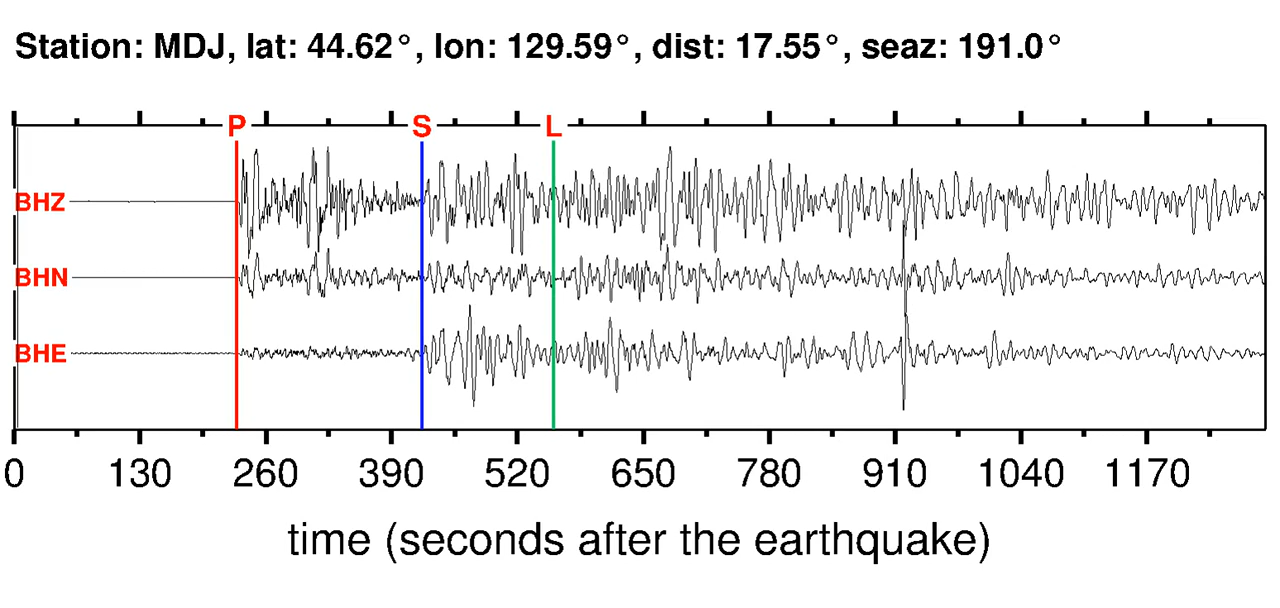 Station: MDJ, lat: 44.62°, lon: 129.59°, dist: 17.55°, seaz: 191.0°
P S L
BHZ
BHN
BHE
0 130 260 390 520 650 780 910 1040 1170
time (seconds after the earthquake)